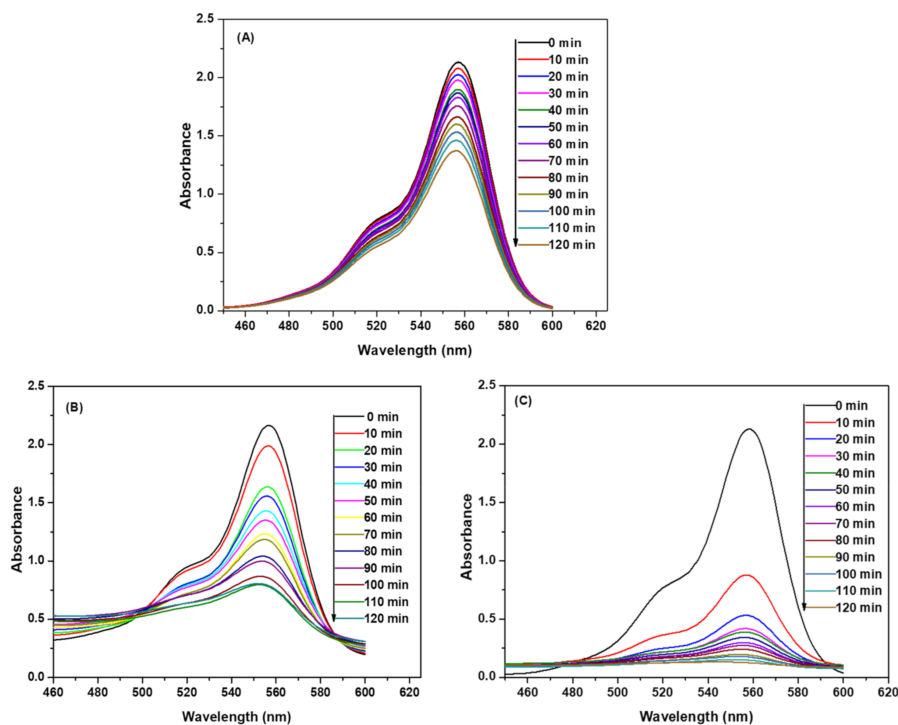 (A)
0 min
10 min
20 min
30 min
40 min
50 min
60 min
70 min
80 min
90 min
100 min
110 min
120 min
2.5
2.0
1.5
1.0
0.5
0.0
Absorbance
460 480 500 520 540 560 580 600 620
Wavelength (nm)
(B)
0 min
10 min
20 min
30 min
40 min
50 min
60 min
70 min
80 min
90 min
100 min
110 min
120 min
2.5
2.0
1.5
1.0
0.5
0.0
Absorbance
460 480 500 520 540 560 580 600 620
Wavelength (nm)
(C)
0 min
10 min
20 min
30 min
40 min
50 min
60 min
70 min
80 min
90 min
100 min
110 min
120 min
2.5
2.0
1.5
1.0
0.5
0.0
Absorbance
460 480 500 520 540 560 580 600 620
Wavelength (nm)